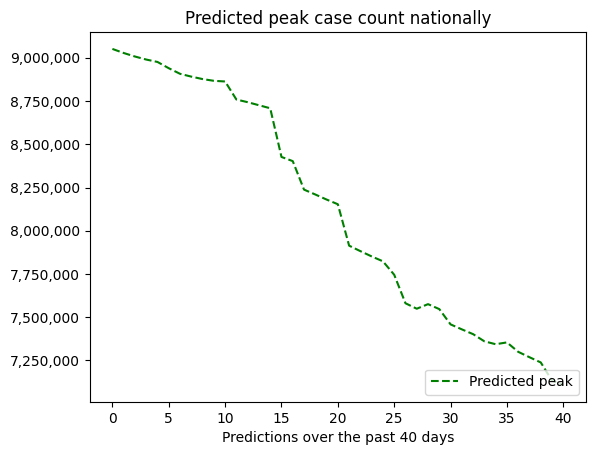 Predicted peak case count nationally
9,000,000
8,750,000
8,500,000
8,250,000
8,000,000
7,750,000
7,500,000
7,250,000
Predicted peak
0 5 10 15 20 25 30 35 40
Predictions over the past 40 days